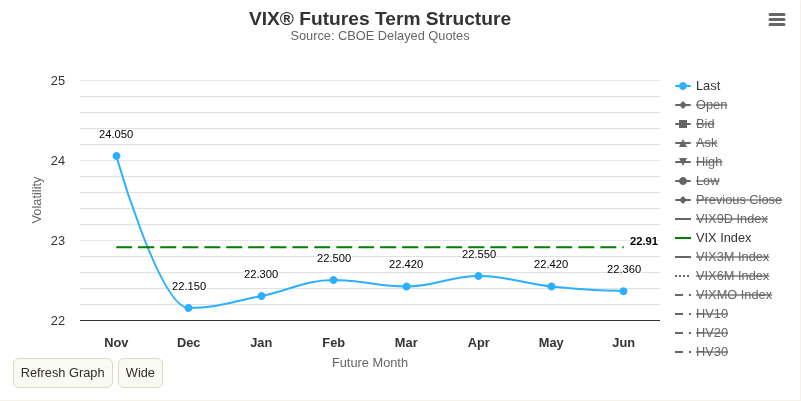 VIX® Futures Term Structure
Source: CBOE Delayed Quotes
25
24
23
22
Volatility
24.050
22.150
22.300
22.500
22.420
22.550
22.420
22.360
22.91
Nov Dec Jan Feb Mar Apr May Jun
Future Month
Last
Open
Bid
Ask
High
Low
Previous Close
VIX9D Index
VIX Index
VIX3M Index
VIX6M Index
VIXMO Index
HV10
HV20
HV30
Refresh Graph Wide